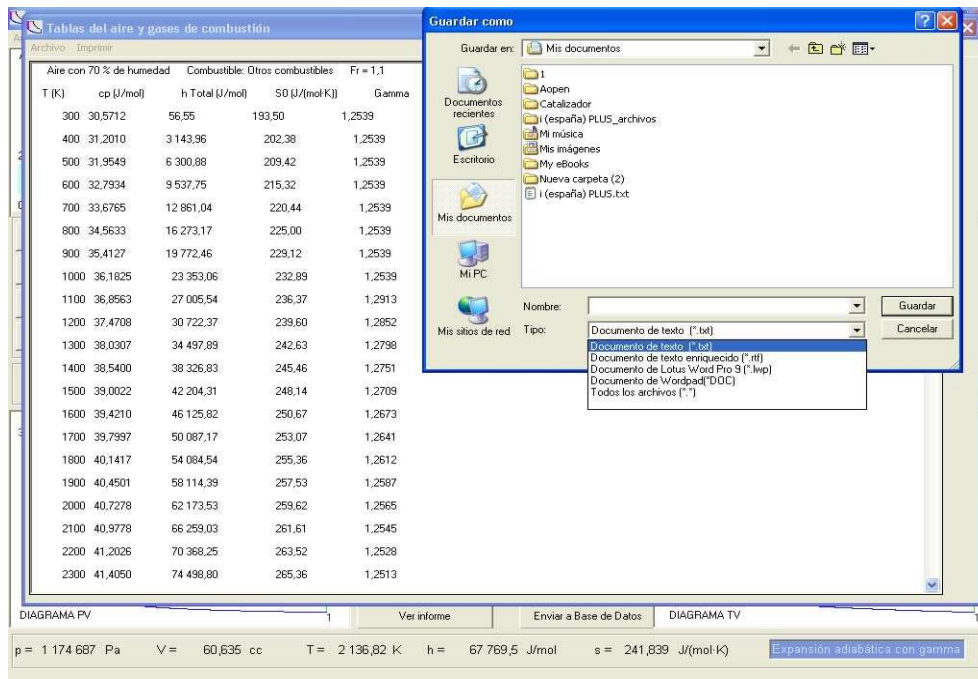 Tablas del aire y gases de combustión
Archivo Imprimir
Aire con 70 % de humedad Combustible: Otros combustibles Fr = 1,1
T (K) cp (J/mol) h Total (J/mol) S0 (J/(mol·K)) Gamma
300 30,5712 56,55 193,50 1,2539
400 31,2010 3 143,96 202,38 1,2539
500 31,9549 6 300,88 209,42 1,2539
600 32,7934 9 537,75 215,32 1,2539
700 33,6765 12 861,04 220,44 1,2539
800 34,5633 16 273,17 225,00 1,2539
900 35,4127 19 772,46 229,12 1,2539
1000 36,1825 23 353,06 232,89 1,2539
1100 36,8563 27 005,54 236,37 1,2913
1200 37,4708 30 722,37 239,60 1,2852
1300 38,0307 34 497,89 242,63 1,2798
1400 38,5400 38 326,83 245,46 1,2751
1500 39,0022 42 204,31 248,14 1,2709
1600 39,4210 46 125,82 250,67 1,2673
1700 39,7997 50 087,17 253,07 1,2641
1800 40,1417 54 084,54 255,36 1,2612
1900 40,4501 58 114,39 257,53 1,2587
2000 40,7278 62 173,53 259,62 1,2565
2100 40,9778 66 259,03 261,61 1,2545
2200 41,2026 70 368,25 263,52 1,2528
2300 41,4050 74 498,80 265,36 1,2513
Guardar como
Guardar en: Mis documentos
Documentos recientes
Escritorio
Mis documentos
Mi PC
Mis sitios de red
1
Aopen
Catalizador
i (españa) PLUS_archivos
Mi música
Mis imágenes
My eBooks
Nueva carpeta (2)
i (españa) PLUS.txt
Nombre: Guardar
Tipo: Documento de texto (*.txt) Cancelar
Documento de texto (*.txt)
Documento de texto enriquecido (*.rtf)
Documento de Lotus Word Pro 9 (*.lwp)
Documento de Wordpad(*DOC)
Todos los archivos (*.*)
DIAGRAMA PV 1 Ver informe Enviar a Base de Datos DIAGRAMA TV 1
p = 1 174 687 Pa V = 60,635 cc T = 2 136,82 K h = 67 769,5 J/mol s = 241,839 J/(mol·K) Expansión adiabática con gamma